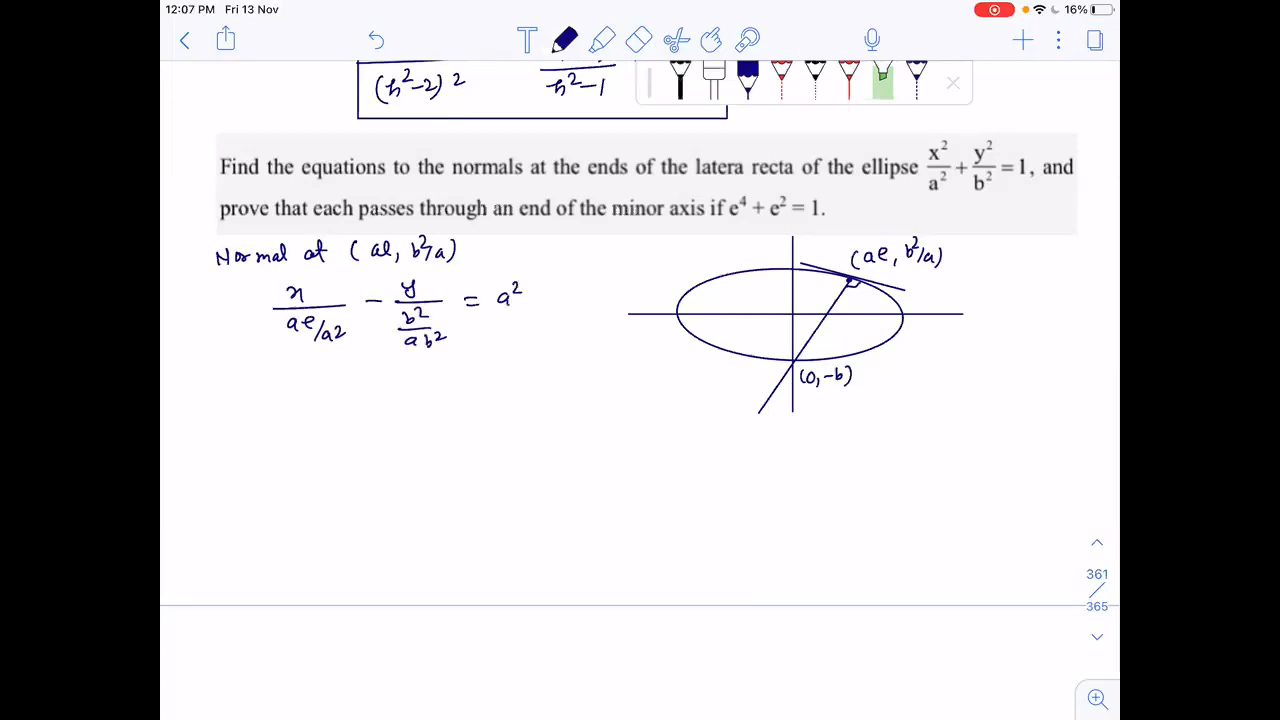 12:07 PM Fri 13 Nov
16%
T
(h²-2)²
h²-1
Find the equations to the normals at the ends of the latera recta of the ellipse x²/a² + y²/b² = 1, and
prove that each passes through an end of the minor axis if e⁴ + e² = 1.
Normal at (ae, b²/a)
x/(ae/a²) - y/(b²/ab²) = a²
(ae, b²/a)
(0, -b)
361
/
365